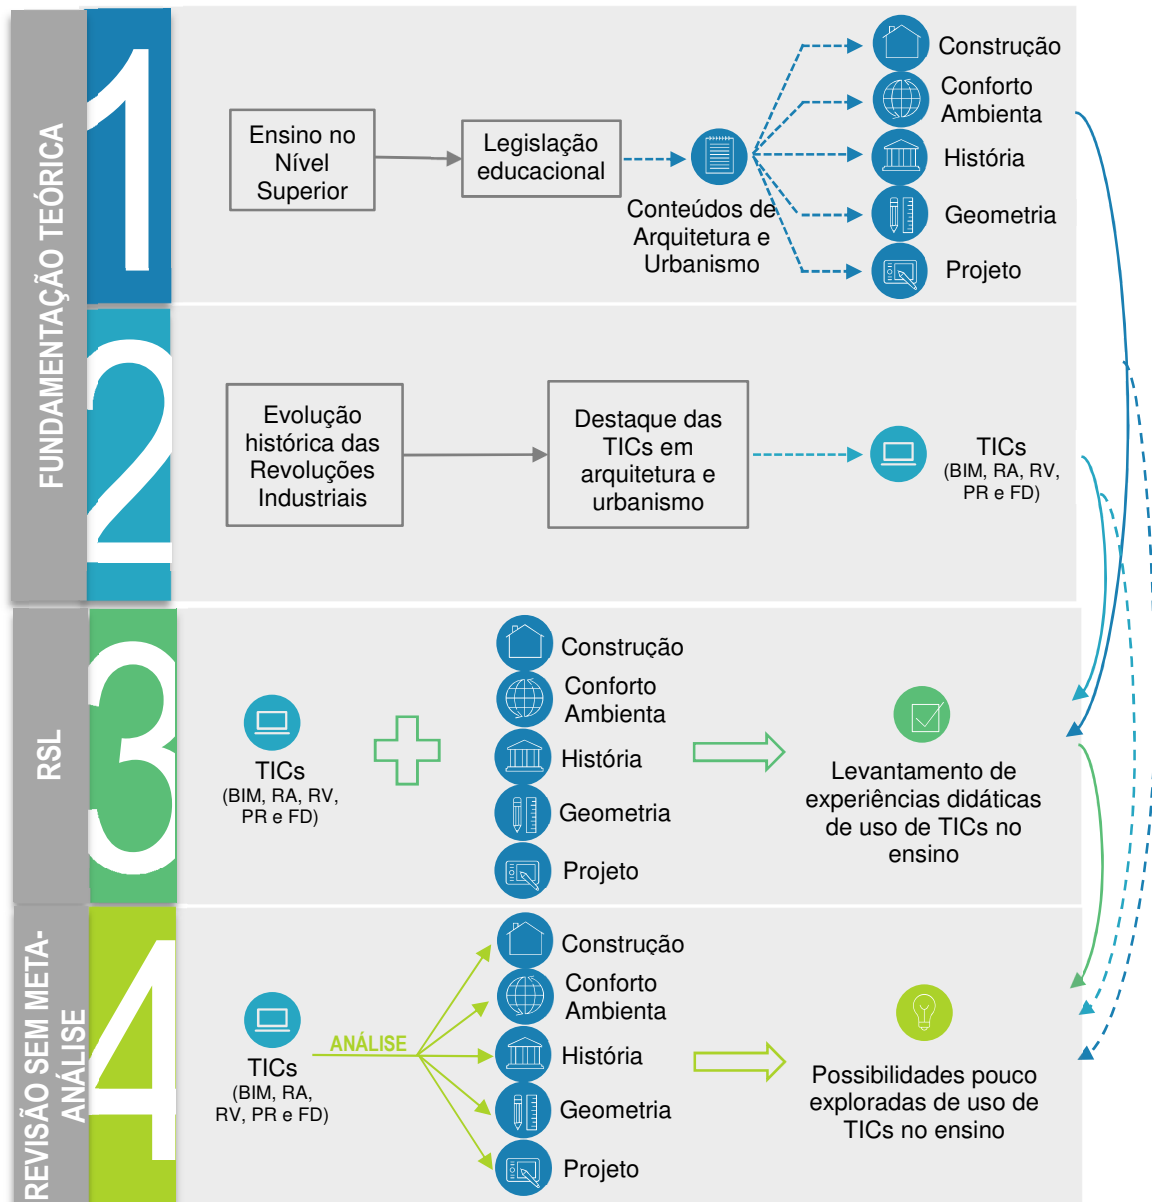 FUNDAMENTAÇÃO TEÓRICA
1
Ensino no
Nível
Superior
Legislação
educacional
Conteúdos de
Arquitetura e
Urbanismo
Construção
Conforto
Ambienta
História
Geometria
Projeto
2
Evolução
histórica das
Revoluções
Industriais
Destaque das
TICs em
arquitetura e
urbanismo
TICs
(BIM, RA, RV,
PR e FD)
RSL
3
TICs
(BIM, RA, RV,
PR e FD)
Construção
Conforto
Ambienta
História
Geometria
Projeto
Levantamento de
experiências didáticas
de uso de TICs no
ensino
REVISÃO SEM META-
ANÁLISE
4
TICs
(BIM, RA,
RV, PR e FD)
ANÁLISE
Construção
Conforto
Ambienta
História
Geometria
Projeto
Possibilidades pouco
exploradas de uso de
TICs no ensino